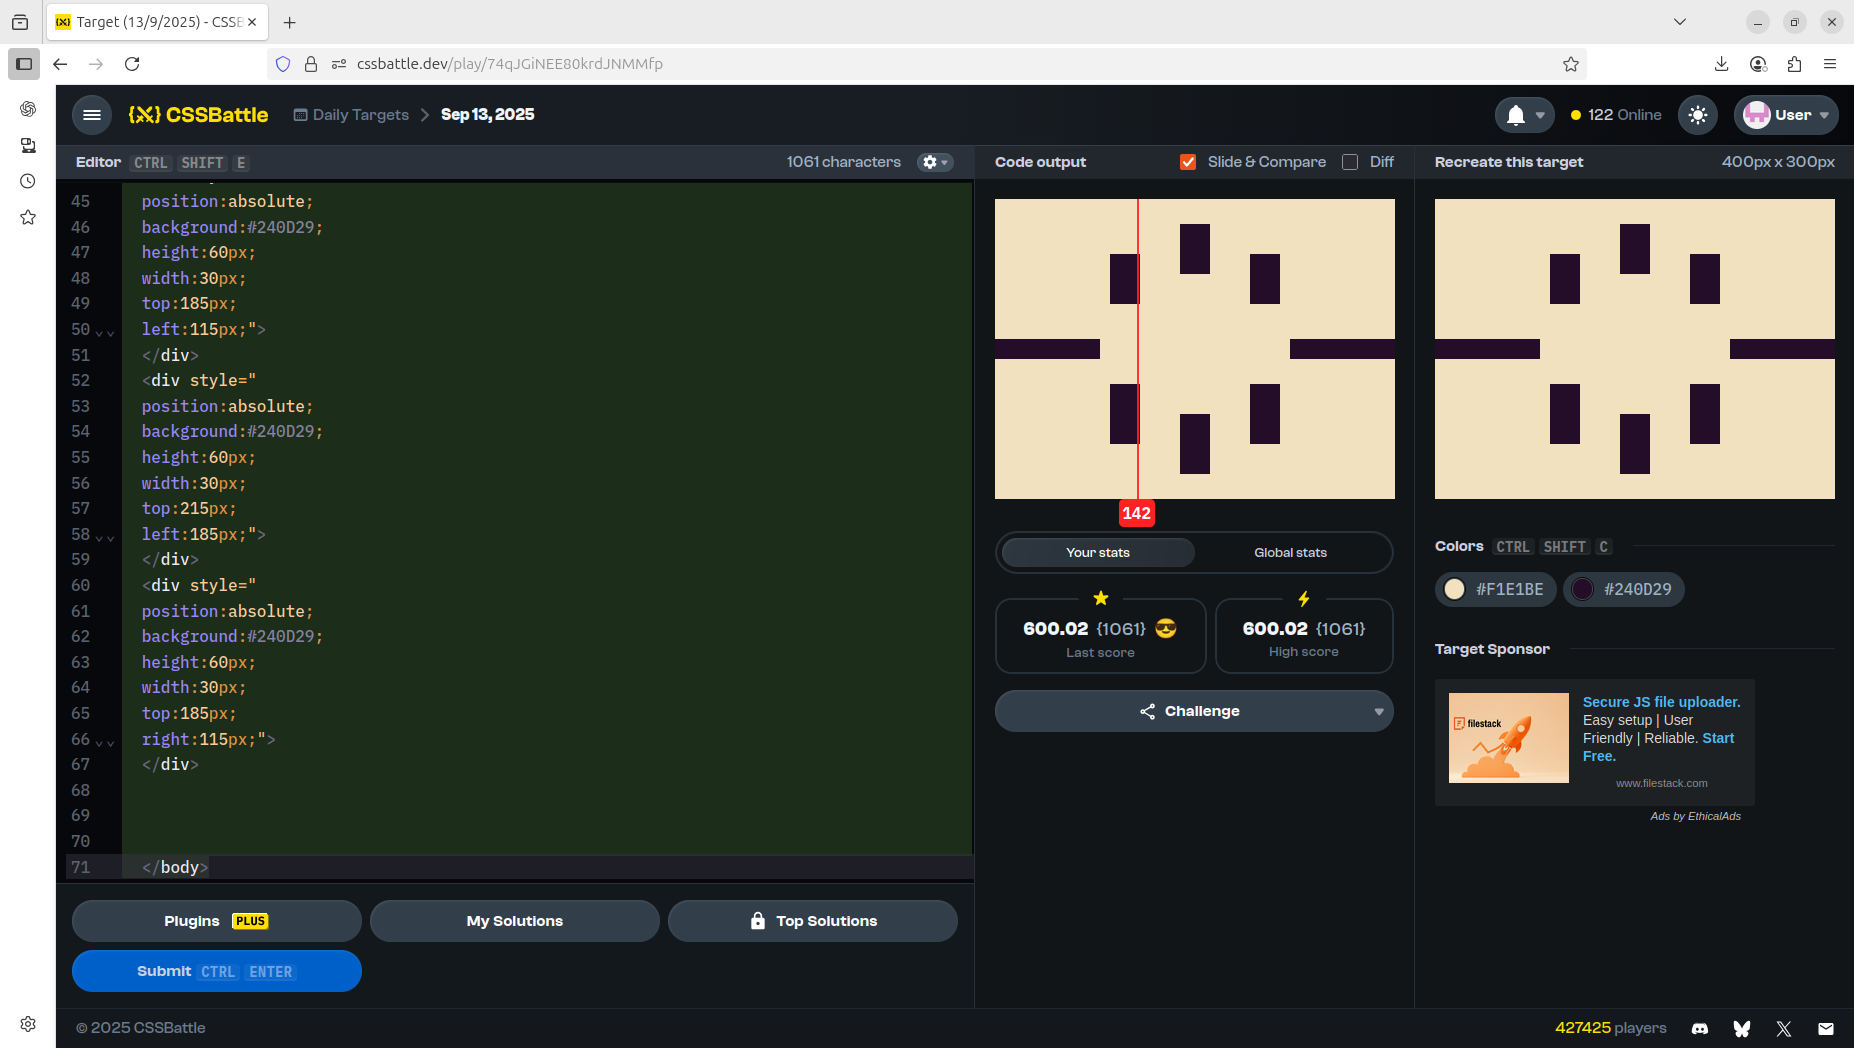 Target (13/9/2025) - CSSB
cssbattle.dev/play/74qJGiNEE80krdJNMMfp
CSSBattle
Daily Targets
Sep 13, 2025
122 Online
User
Editor CTRL SHIFT E
1061 characters
45 position:absolute;
46 background:#240D29;
47 height:60px;
48 width:30px;
49 top:185px;
50 left:115px;">
51 </div>
52 <div style="
53 position:absolute;
54 background:#240D29;
55 height:60px;
56 width:30px;
57 top:215px;
58 left:185px;">
59 </div>
60 <div style="
61 position:absolute;
62 background:#240D29;
63 height:60px;
64 width:30px;
65 top:185px;
66 right:115px;">
67 </div>
68
69
70
71 </body>
Plugins PLUS
My Solutions
Top Solutions
Submit CTRL ENTER
Code output
Slide & Compare
Diff
142
Your stats
Global stats
600.02 {1061} 😎
Last score
600.02 {1061}
High score
Challenge
Recreate this target
400px x 300px
Colors CTRL SHIFT C
#F1E1BE
#240D29
Target Sponsor
filestack
Secure JS file uploader.
Easy setup | User
Friendly | Reliable. Start
Free.
www.filestack.com
Ads by EthicalAds
© 2025 CSSBattle
427425 players